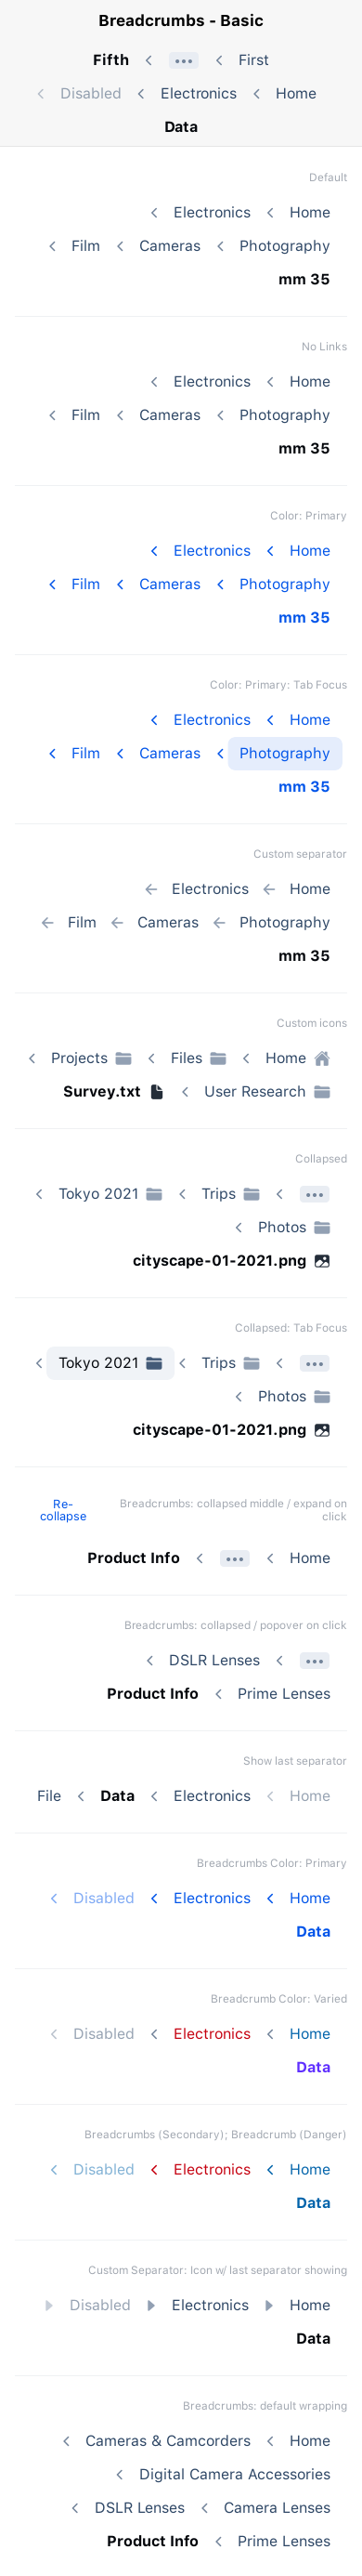 Breadcrumbs - Basic
Fifth ‹ ••• ‹ First
‹ Disabled ‹ Electronics ‹ Home
Data
Default
‹ Electronics ‹ Home
‹ Film ‹ Cameras ‹ Photography
mm 35
No Links
‹ Electronics ‹ Home
‹ Film ‹ Cameras ‹ Photography
mm 35
Color: Primary
‹ Electronics ‹ Home
‹ Film ‹ Cameras ‹ Photography
mm 35
Color: Primary: Tab Focus
‹ Electronics ‹ Home
‹ Film ‹ Cameras ‹ Photography
mm 35
Custom separator
← Electronics ← Home
← Film ← Cameras ← Photography
mm 35
Custom icons
‹ Projects ‹ Files ‹ Home
Survey.txt ‹ User Research
Collapsed
‹ Tokyo 2021 ‹ Trips ‹ •••
‹ Photos
cityscape-01-2021.png
Collapsed: Tab Focus
‹ Tokyo 2021 ‹ Trips ‹ •••
‹ Photos
cityscape-01-2021.png
Re-
collapse
Breadcrumbs: collapsed middle / expand on
click
Product Info ‹ ••• ‹ Home
Breadcrumbs: collapsed / popover on click
‹ DSLR Lenses ‹ •••
Product Info ‹ Prime Lenses
Show last separator
File ‹ Data ‹ Electronics ‹ Home
Breadcrumbs Color: Primary
‹ Disabled ‹ Electronics ‹ Home
Data
Breadcrumb Color: Varied
‹ Disabled ‹ Electronics ‹ Home
Data
Breadcrumbs (Secondary); Breadcrumb (Danger)
‹ Disabled ‹ Electronics ‹ Home
Data
Custom Separator: Icon w/ last separator showing
Disabled Electronics Home
Data
Breadcrumbs: default wrapping
‹ Cameras & Camcorders ‹ Home
‹ Digital Camera Accessories
‹ DSLR Lenses ‹ Camera Lenses
Product Info ‹ Prime Lenses